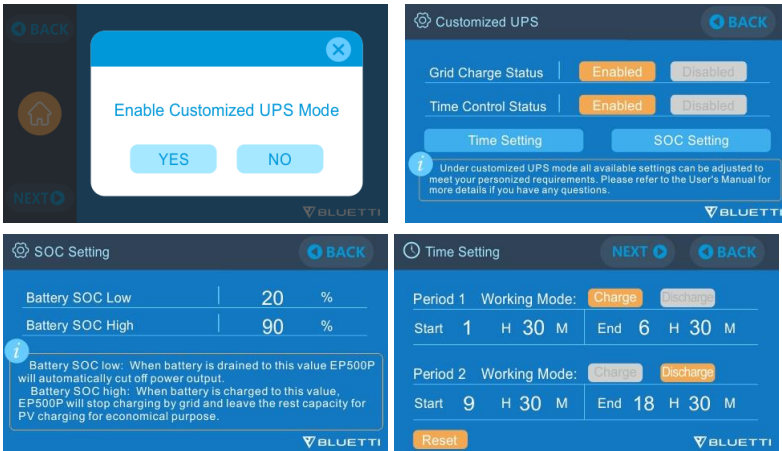 BACK
Enable Customized UPS Mode
YES NO
NEXT
BLUETTI
Customized UPS BACK
Grid Charge Status Enabled Disabled
Time Control Status Enabled Disabled
Time Setting SOC Setting
i Under customized UPS mode all available settings can be adjusted to
meet your personized requirements. Please refer to the User's Manual for
more details if you have any questions.
BLUETTI
SOC Setting BACK
Battery SOC Low 20 %
Battery SOC High 90 %
i
Battery SOC low: When battery is drained to this value EP500P
will automatically cut off power output.
Battery SOC high: When battery is charged to this value,
EP500P will stop charging by grid and leave the rest capacity for
PV charging for economical purpose.
BLUETTI
Time Setting NEXT BACK
Period 1 Working Mode: Charge Discharge
Start 1 H 30 M End 6 H 30 M
Period 2 Working Mode: Charge Discharge
Start 9 H 30 M End 18 H 30 M
Reset BLUETTI